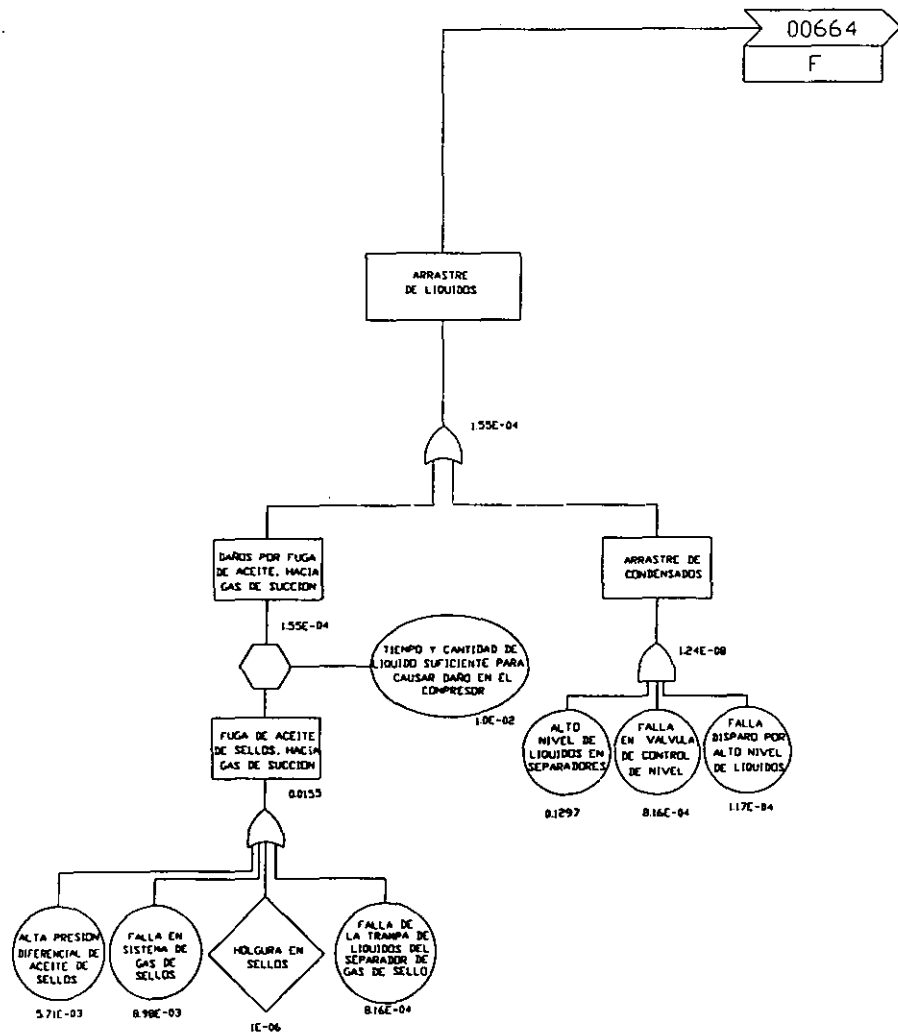 00664
F
ARRASTRE
DE LIQUIDOS
1.55E-04
DAÑOS POR FUGA
DE ACEITE, HACIA
GAS DE SUCCION
ARRASTRE DE
CONDENSADOS
1.55E-04
TIEMPO Y CANTIDAD DE
LIQUIDO SUFICIENTE PARA
CAUSAR DAÑO EN EL
COMPRESOR
1.0E-02
1.24E-08
FUGA DE ACEITE
DE SELLOS, HACIA
GAS DE SUCCION
0.0155
ALTO
NIVEL DE
LIQUIDOS EN
SEPARADORES
0.1297
FALLA
EN VALVULA
DE CONTROL
DE NIVEL
8.16E-04
FALLA
DISPARO POR
ALTO NIVEL
DE LIQUIDOS
1.17E-04
ALTA PRESION
DIFERENCIAL DE
ACEITE DE
SELLOS
5.71E-03
FALLA EN
SISTEMA DE
GAS DE
SELLOS
8.98E-03
HOLGURA EN
SELLOS
1E-06
FALLA DE
LA TRAMPA DE
LIQUIDOS DEL
SEPARADOR DE
GAS DE SELLO
8.16E-04